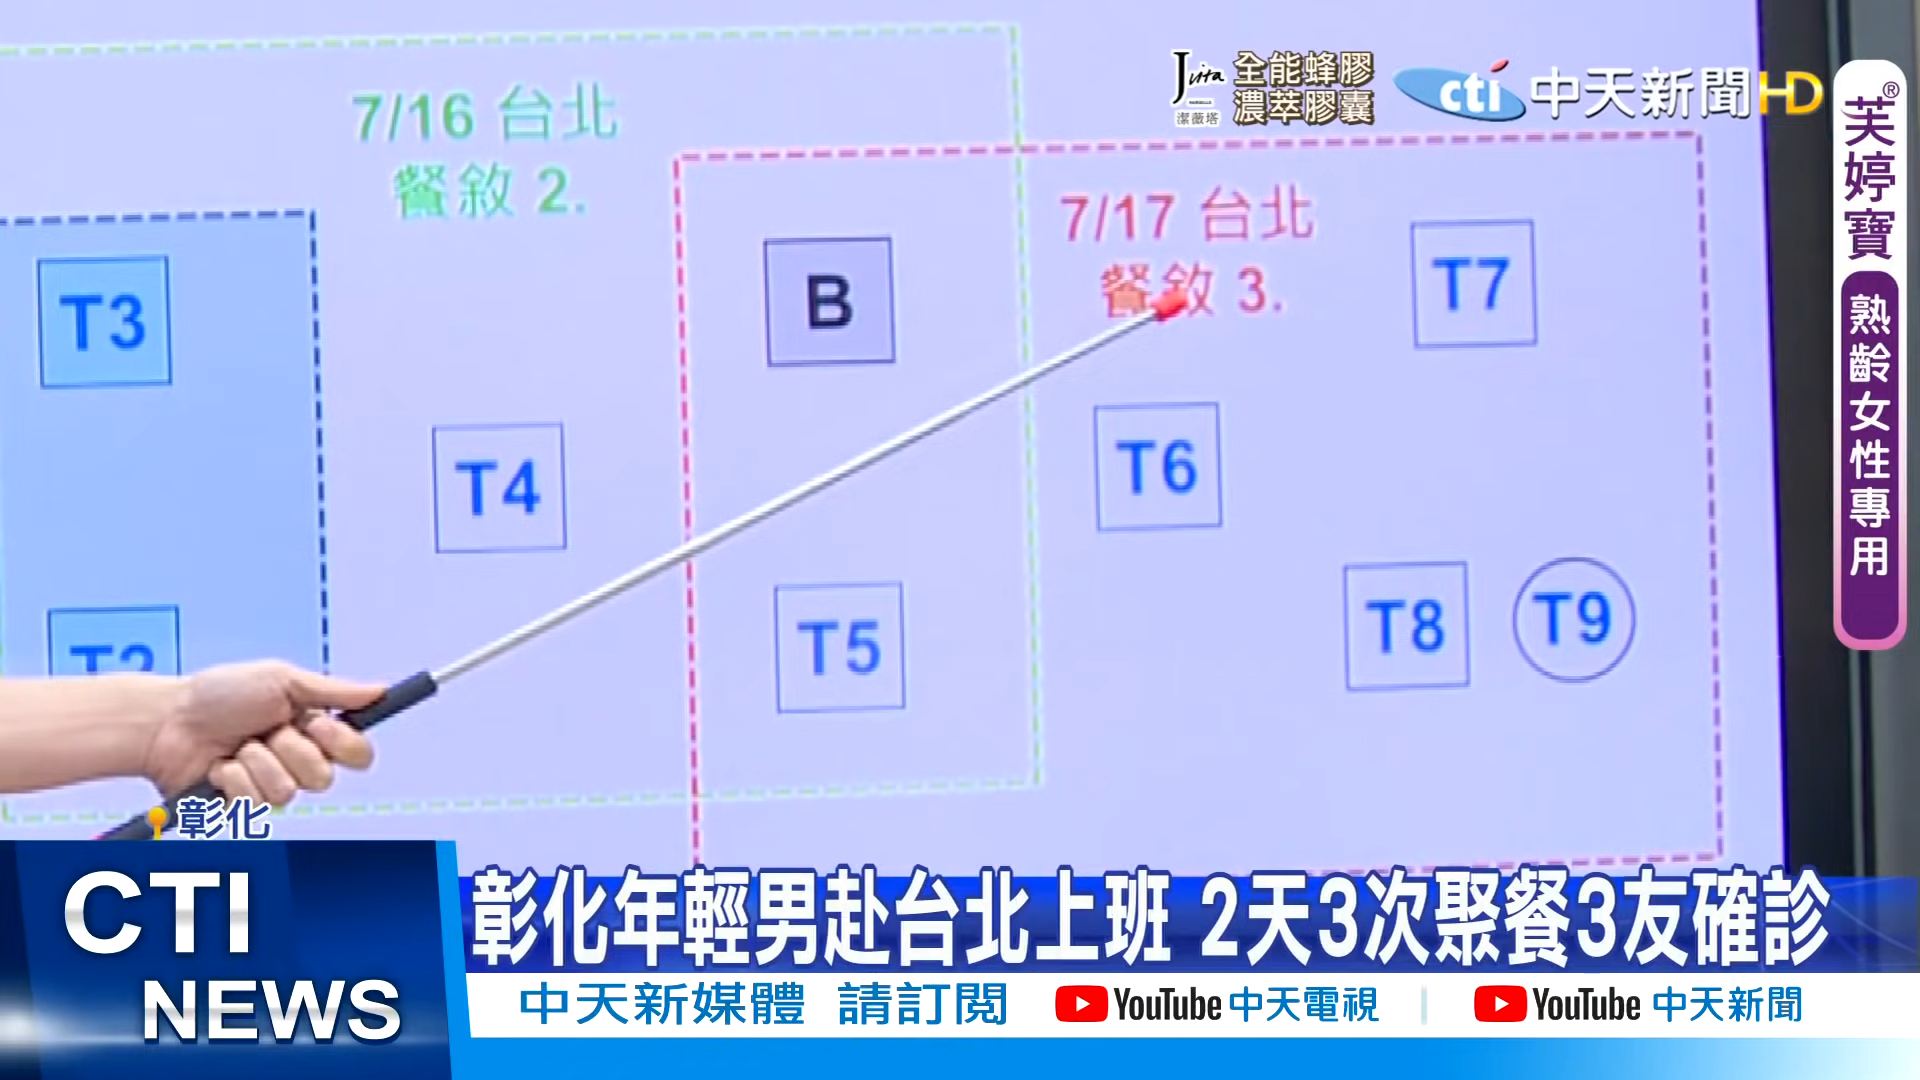 7/16 台北
餐敘 2.
7/17 台北
餐敘 3.
T3
B
T7
T4
T6
T2
T5
T8
T9
Jvita
MARSEILLE
潔薇塔
全能蜂膠
濃萃膠囊
cti 中天新聞HD
芙婷寶®
熟齡女性專用
彰化
CTI
NEWS
彰化年輕男赴台北上班 2天3次聚餐3友確診
中天新媒體 請訂閱 YouTube 中天電視 | YouTube 中天新聞